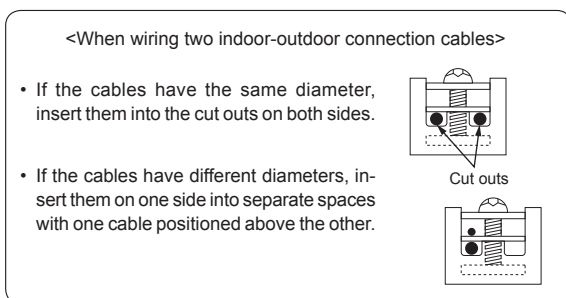 <When wiring two indoor-outdoor connection cables>
• If the cables have the same diameter,
insert them into the cut outs on both sides.
Cut outs
• If the cables have different diameters, in-
sert them on one side into separate spaces
with one cable positioned above the other.